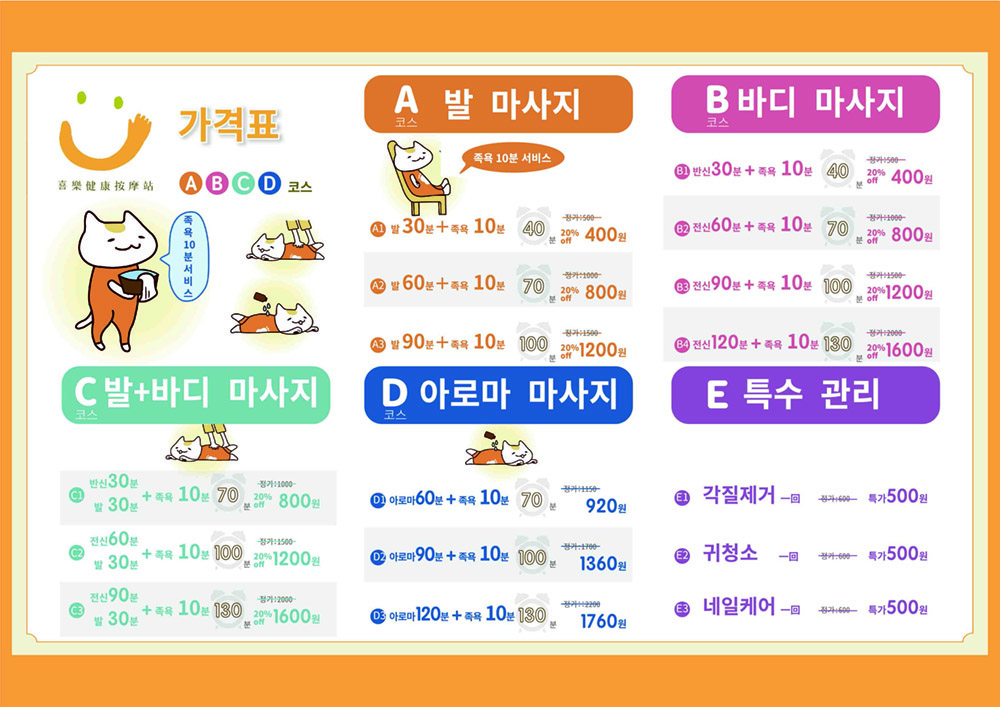 가격표
喜樂健康按摩站
A B C D 코스
족욕10분서비스
A 코스 발 마사지
족욕 10분 서비스
A1 발 30분+족욕 10분 40분 정가:500 20% off 400원
A2 발 60분+족욕 10분 70분 정가:1000 20% off 800원
A3 발 90분+족욕 10분 100분 정가:1500 20% off 1200원
B 코스 바디 마사지
B1 반신30분+족욕 10분 40분 정가:500 20% off 400원
B2 전신60분+족욕 10분 70분 정가:1000 20% off 800원
B3 전신90분+족욕 10분 100분 정가:1500 20% off 1200원
B4 전신120분+족욕 10분 130분 정가:2000 20% off 1600원
C 코스 발+바디 마사지
C1 반신30분 발 30분 +족욕 10분 70분 정가:1000 20% off 800원
C2 전신60분 발 30분 +족욕 10분 100분 정가:1500 20% off 1200원
C3 전신90분 발 30분 +족욕 10분 130분 정가:2000 20% off 1600원
D 코스 아로마 마사지
D1 아로마60분+족욕 10분 70분 정가:1150 920원
D2 아로마90분+족욕 10분 100분 정가:1700 1360원
D3 아로마120분+족욕 10분 130분 정가:2200 1760원
E 특수 관리
E1 각질제거 一回 정가:600 특가500원
E2 귀청소 一回 정가:600 특가500원
E3 네일케어 一回 정가:600 특가500원